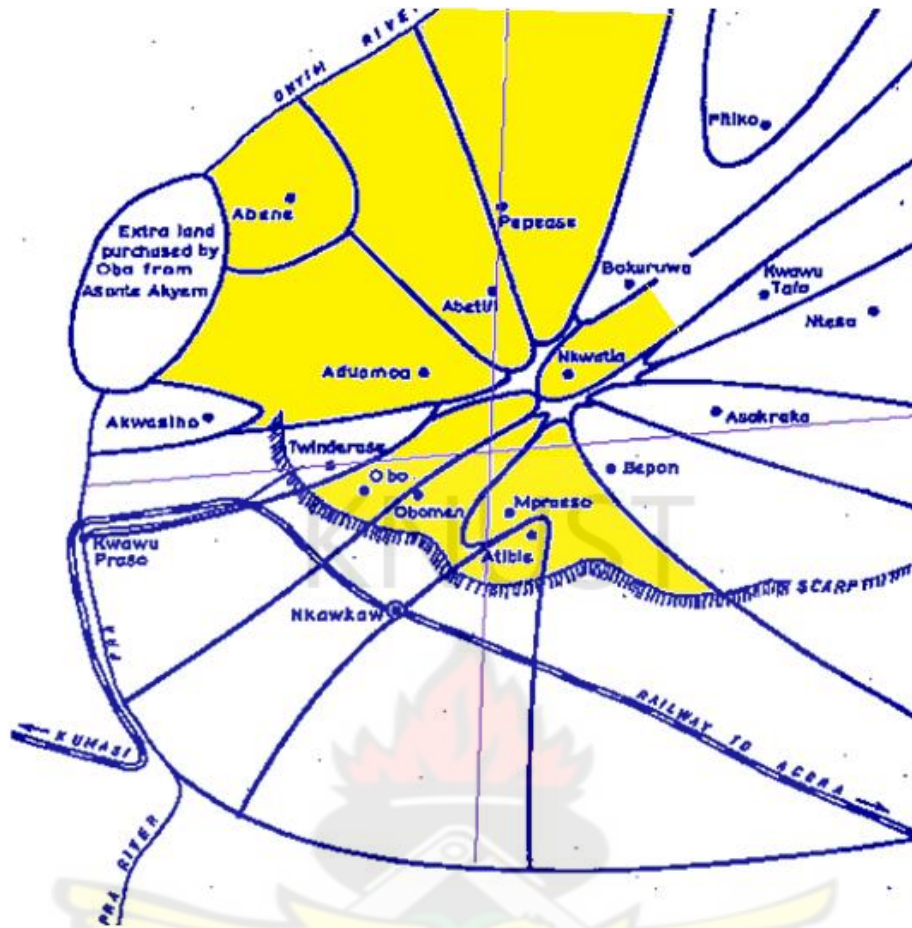 ONYIM RIVER
Pitiko
Abene
Pepease
Extra land
purchased by
Obo from
Asante Akyem
Bokuruwa
Kwawu
Tafo
Abetifi
Nteso
Aduamoa
Nkwatia
Akwasiho
Asakraka
Twinderase
Obo
Bepon
Obomen
Mpraeso
KNUST
Atibie
Kwawu
Praso
SCARP
Nkawkaw
PRA
RAILWAY TO ACCRA
KUMASI
PRA RIVER